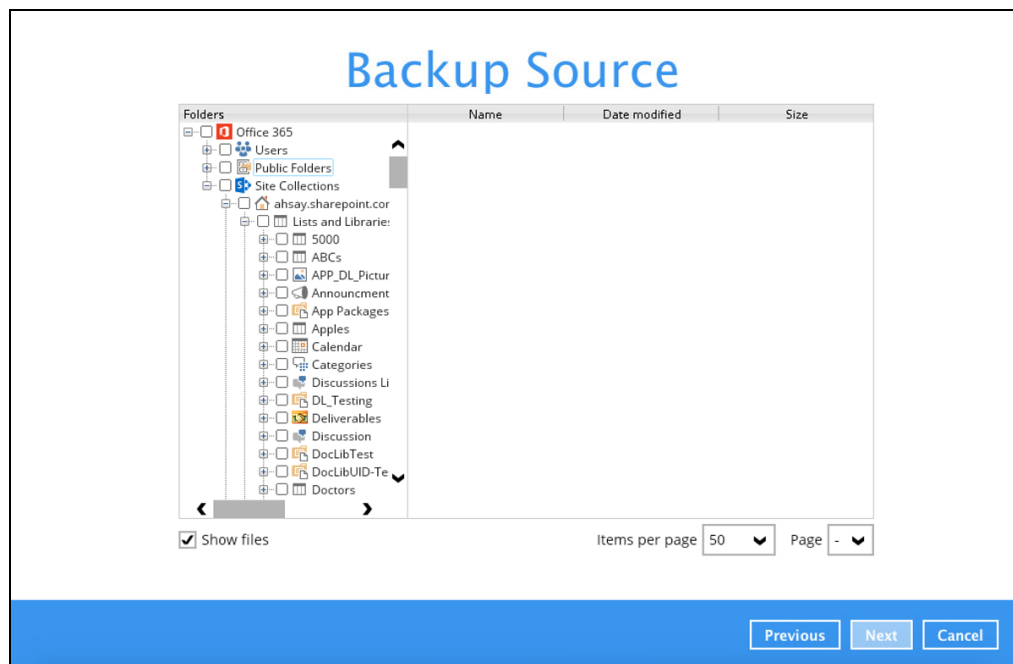 Backup Source
Folders Name Date modified Size
Office 365
Users
Public Folders
Site Collections
ahsay.sharepoint.cor
Lists and Libraries
5000
ABCs
APP_DL_Pictur
Announcment
App Packages
Apples
Calendar
Categories
Discussions Li
DL_Testing
Deliverables
Discussion
DocLibTest
DocLibUID-Te
Doctors
Show files Items per page 50 Page -
Previous Next Cancel